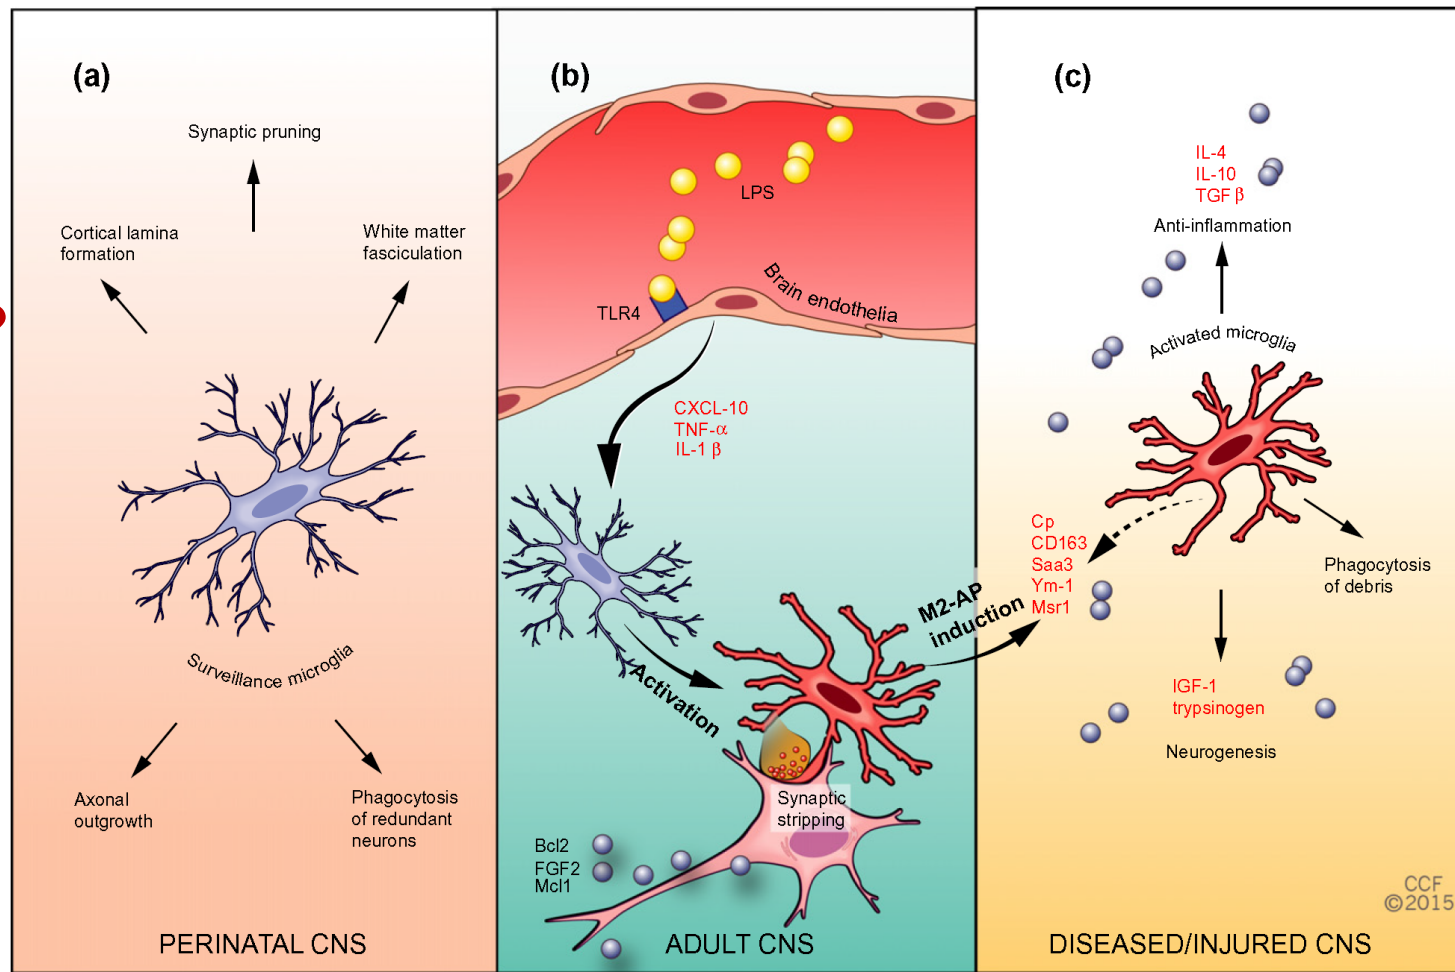 (a)
Synaptic pruning
Cortical lamina
formation
White matter
fasciculation
Surveillance microglia
Axonal
outgrowth
Phagocytosis
of redundant
neurons
PERINATAL CNS
(b)
LPS
TLR4
Brain endothelia
CXCL-10
TNF-α
IL-1 β
Activation
M2-AP
induction
Synaptic
stripping
Bcl2
FGF2
Mcl1
ADULT CNS
(c)
IL-4
IL-10
TGF β
Anti-inflammation
Activated microglia
Cp
CD163
Saa3
Ym-1
Msr1
Phagocytosis
of debris
IGF-1
trypsinogen
Neurogenesis
CCF
©2015
DISEASED/INJURED CNS